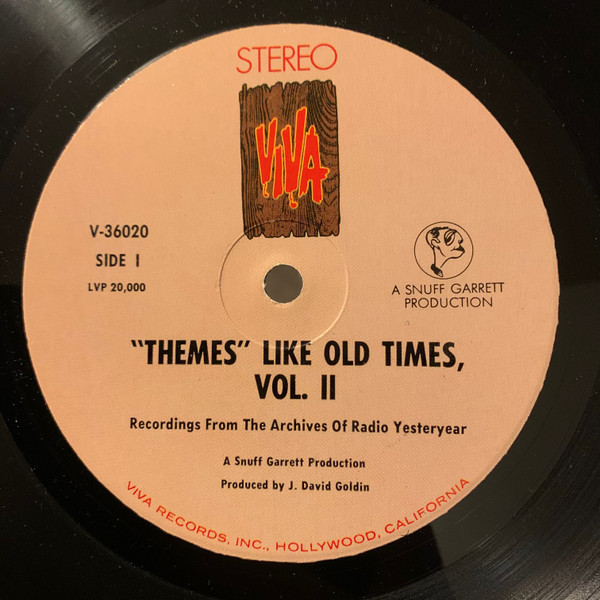 STEREO
VIVA
V-36020
SIDE 1
LVP 20,000
A SNUFF GARRETT
PRODUCTION
"THEMES" LIKE OLD TIMES,
VOL. II
Recordings From The Archives Of Radio Yesteryear
A Snuff Garrett Production
Produced by J. David Goldin
VIVA RECORDS, INC., HOLLYWOOD, CALIFORNIA